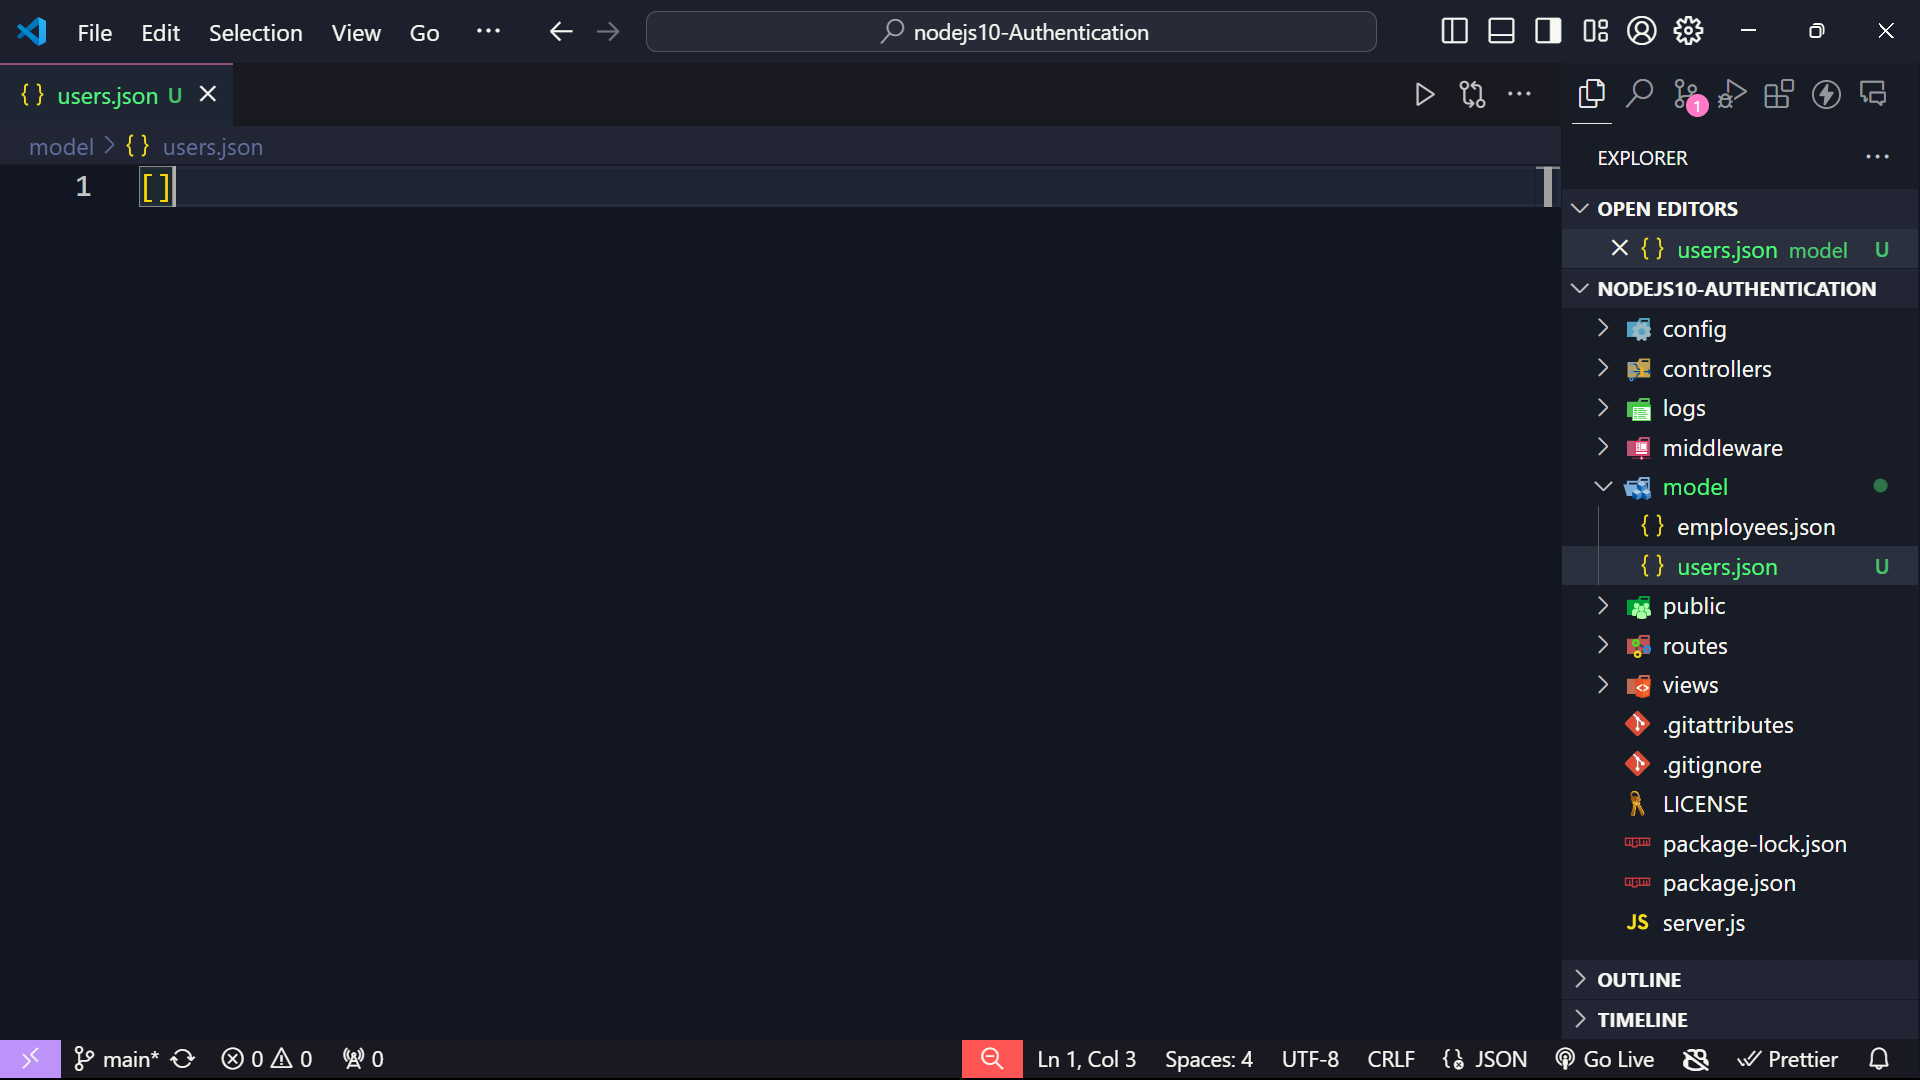 File Edit Selection View Go ··· nodejs10-Authentication
{} users.json U
model > {} users.json
1 []
1
EXPLORER ···
OPEN EDITORS
{} users.json model U
NODEJS10-AUTHENTICATION
config
controllers
logs
middleware
model
{} employees.json
{} users.json U
public
routes
views
.gitattributes
.gitignore
LICENSE
package-lock.json
package.json
JS server.js
OUTLINE
TIMELINE
main* 0 0 0 Ln 1, Col 3 Spaces: 4 UTF-8 CRLF {} JSON Go Live Prettier